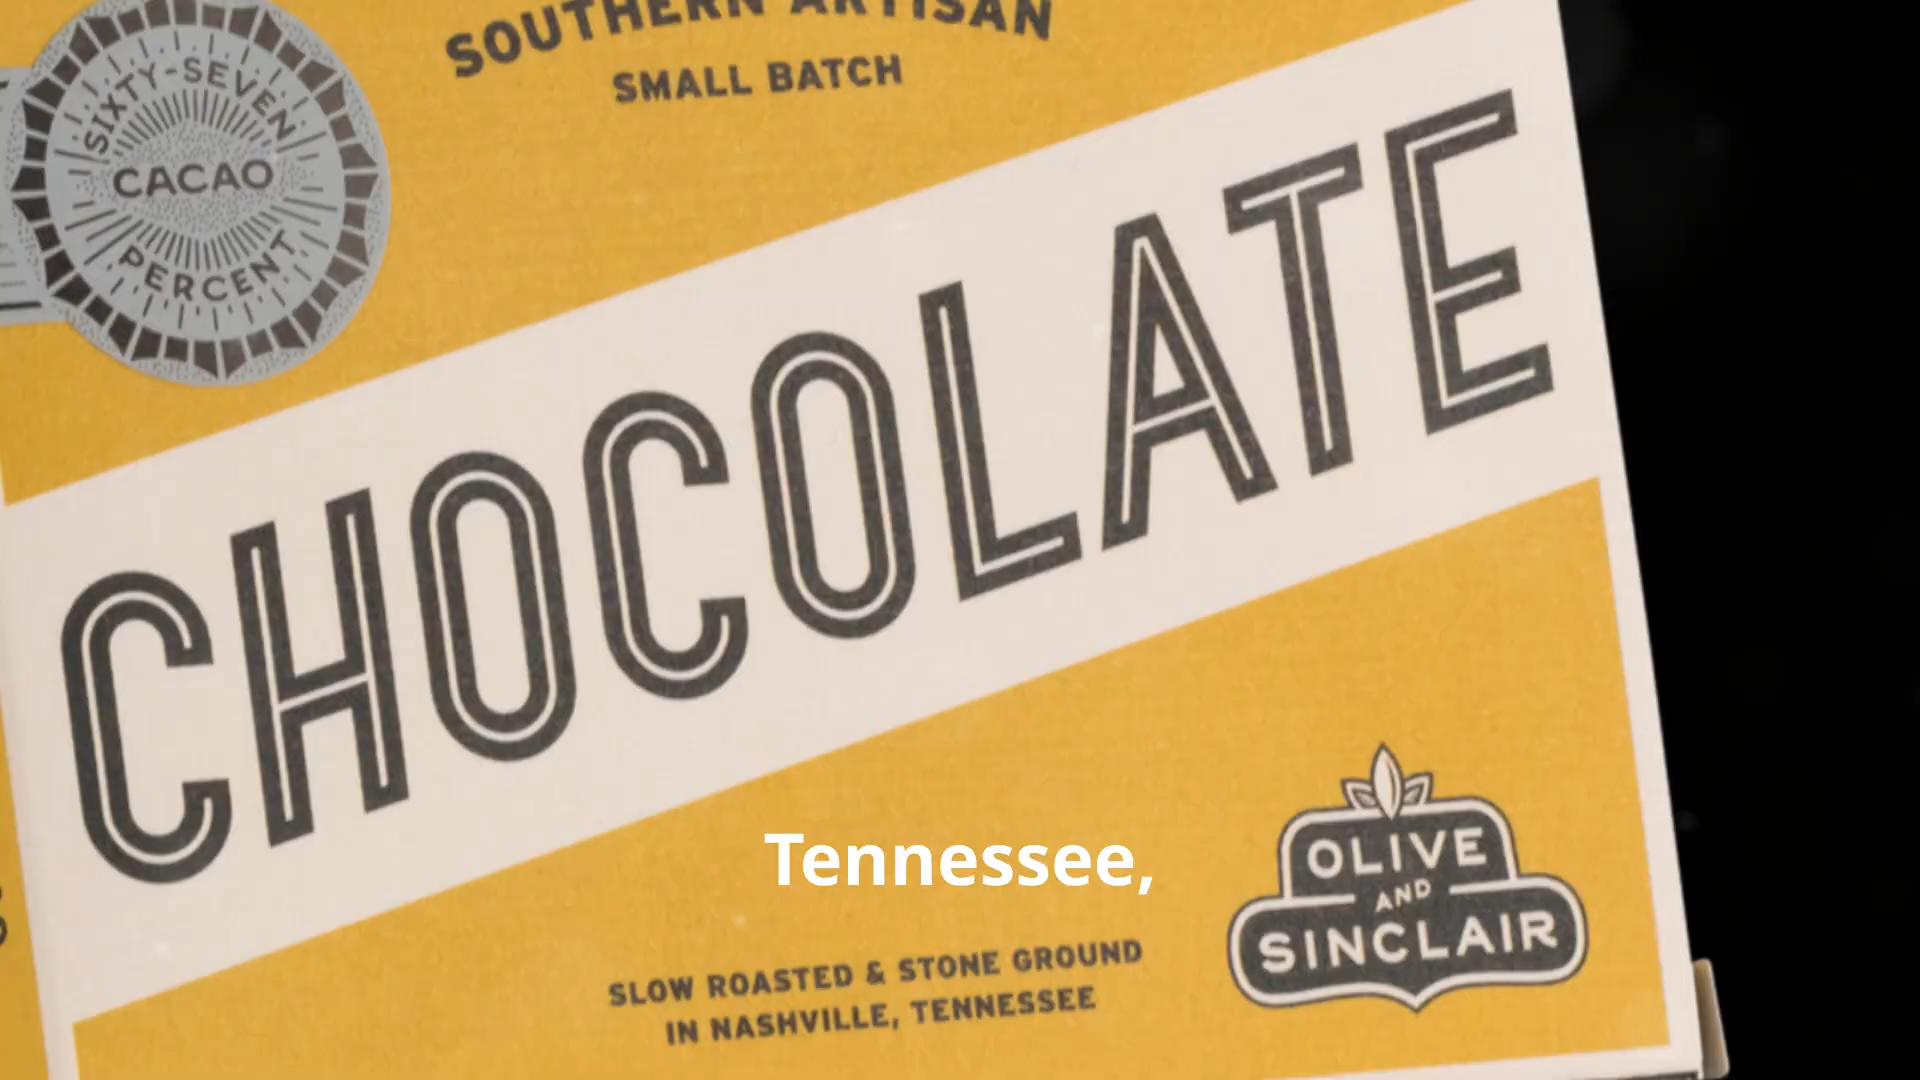 SOUTHERN ARTISAN
SMALL BATCH
SIXTY-SEVEN
CACAO
PERCENT
CHOCOLATE
Tennessee,
OLIVE
AND
SINCLAIR
SLOW ROASTED & STONE GROUND
IN NASHVILLE, TENNESSEE